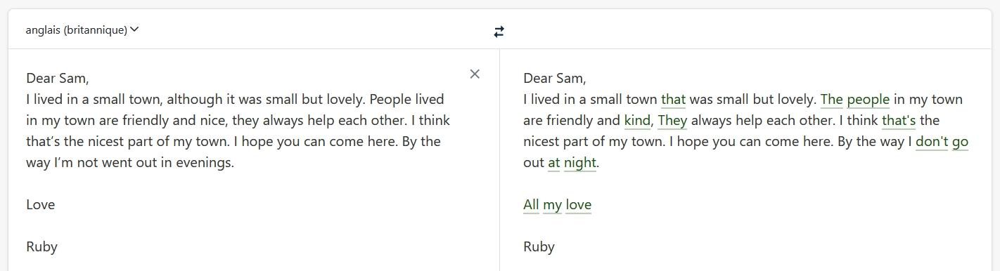 anglais (britannique)
Dear Sam,
I lived in a small town, although it was small but lovely. People lived
in my town are friendly and nice, they always help each other. I think
that’s the nicest part of my town. I hope you can come here. By the
way I’m not went out in evenings.
Love
Ruby
Dear Sam,
I lived in a small town that was small but lovely. The people in my town
are friendly and kind, They always help each other. I think that's the
nicest part of my town. I hope you can come here. By the way I don't go
out at night.
All my love
Ruby